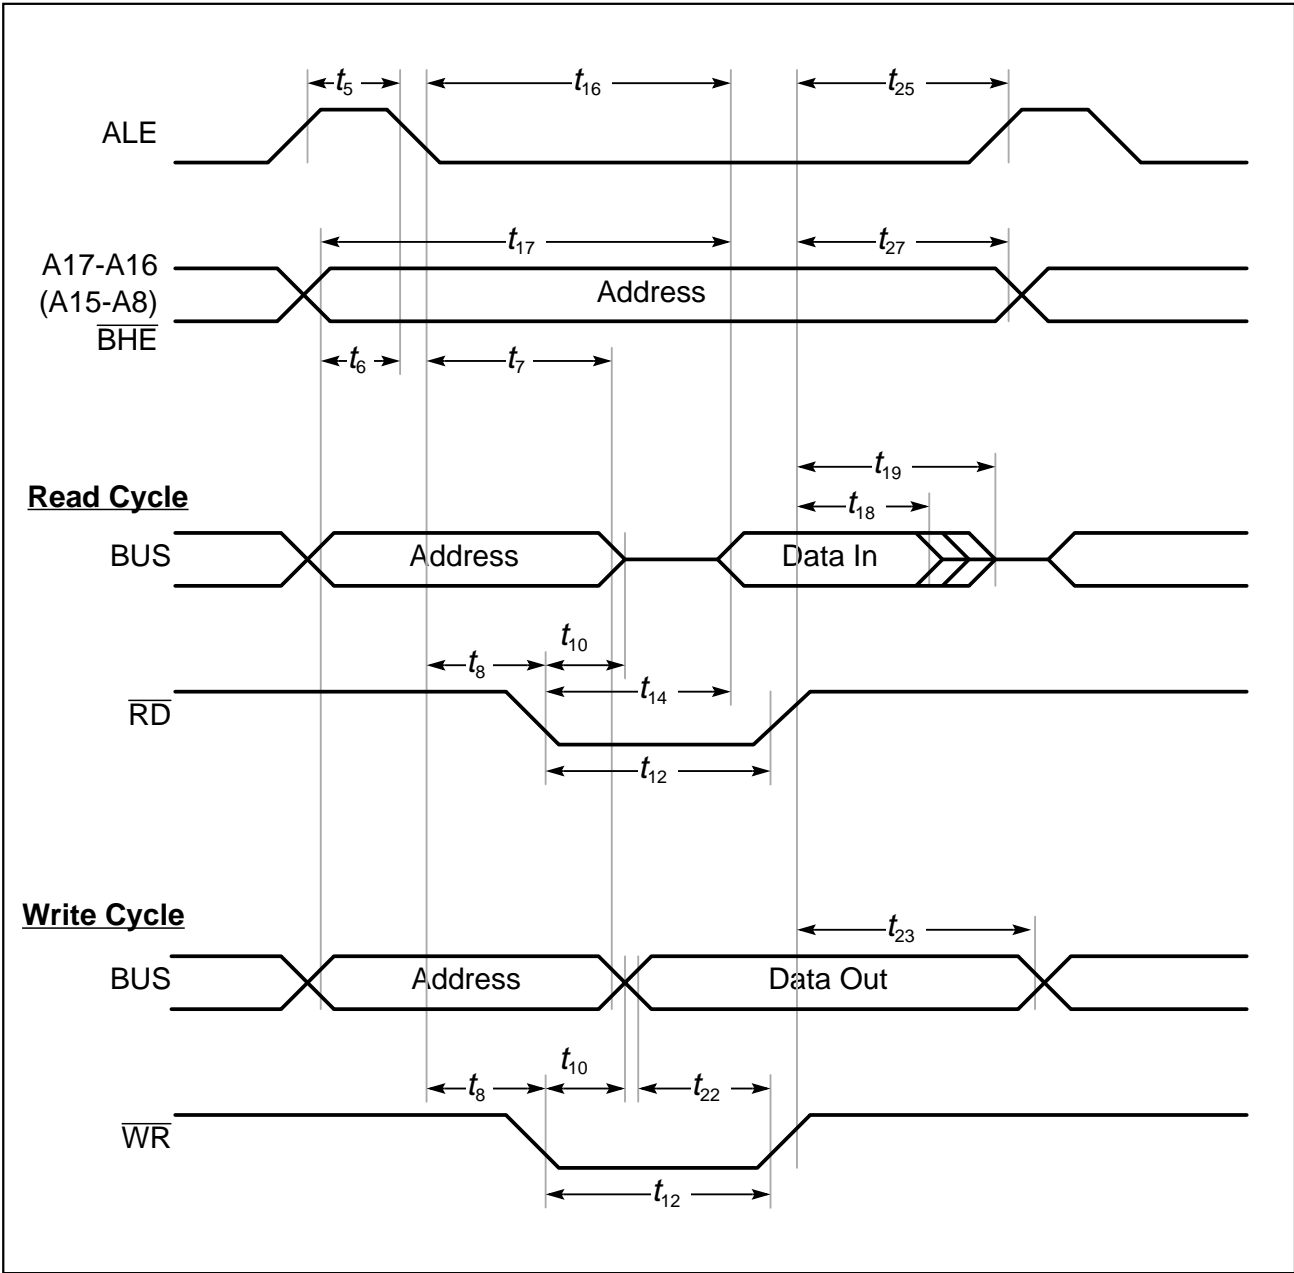 t5 t16 t25
ALE
t17 t27
A17-A16
(A15-A8)
Address
BHE
t6 t7
t19
Read Cycle
t18
BUS Address Data In
t10
t8
t14
RD
t12
Write Cycle
t23
BUS Address Data Out
t10
t8 t22
WR
t12